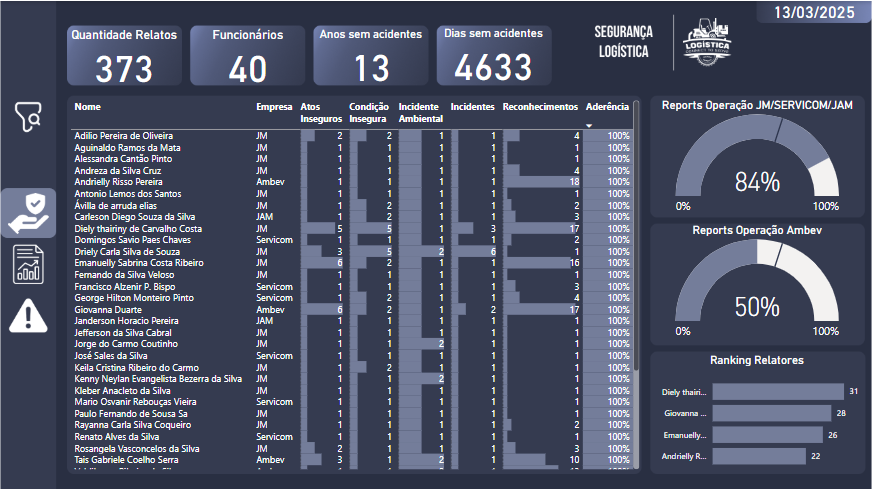 13/03/2025
Quantidade Relatos
373
Funcionários
40
Anos sem acidentes
13
Dias sem acidentes
4633
SEGURANÇA
LOGÍSTICA
LOGÍSTICA
Nome Empresa Atos Inseguros Condição Insegura Incidente Ambiental Incidentes Reconhecimentos Aderência
Adilio Pereira de Oliveira JM 2 2 1 1 4 100%
Aguinaldo Ramos da Mata JM 1 1 1 1 1 100%
Alessandra Cantão Pinto JM 1 1 1 1 1 100%
Andreza da Silva Cruz JM 1 1 1 1 4 100%
Andrielly Risso Pereira Ambev 1 1 1 1 18 100%
Antonio Lemos dos Santos JM 1 1 1 1 1 100%
Ávilla de arruda elias JM 1 2 1 1 2 100%
Carleson Diego Souza da Silva JAM 1 2 1 1 3 100%
Diely thairiny de Carvalho Costa JM 5 5 1 3 17 100%
Domingos Savio Paes Chaves Servicom 1 1 1 1 2 100%
Driely Carla Silva de Souza JM 3 5 2 6 1 100%
Emanuelly Sabrina Costa Ribeiro JM 6 2 1 1 16 100%
Fernando da Silva Veloso JM 1 1 1 1 1 100%
Francisco Alzenir P. Bispo Servicom 1 1 1 1 3 100%
George Hilton Monteiro Pinto Servicom 1 2 1 1 4 100%
Giovanna Duarte Ambev 6 2 1 2 17 100%
Janderson Horacio Pereira JAM 1 1 1 1 1 100%
Jefferson da Silva Cabral JM 1 1 1 1 1 100%
Jorge do Carmo Coutinho JM 1 1 2 1 1 100%
José Sales da Silva Servicom 1 1 1 1 1 100%
Keila Cristina Ribeiro do Carmo JM 1 2 1 1 1 100%
Kenny Neylan Evangelista Bezerra da Silva JM 1 1 2 1 1 100%
Kleber Anacleto da Silva JM 1 1 1 1 1 100%
Mario Osvanir Rebouças Vieira Servicom 1 1 1 1 1 100%
Paulo Fernando de Sousa Sa JM 1 1 1 1 1 100%
Rayanna Carla Silva Coqueiro JM 1 1 1 1 2 100%
Renato Alves da Silva Servicom 1 1 1 1 1 100%
Rosangela Vasconcelos da Silva JM 2 1 1 1 3 100%
Tais Gabriele Coelho Serra Ambev 3 1 2 1 10 100%
Reports Operação JM/SERVICOM/JAM
84%
0% 100%
Reports Operação Ambev
50%
0% 100%
Ranking Relatores
Diely thairi... 31
Giovanna ... 28
Emanuelly... 26
Andrielly R... 22